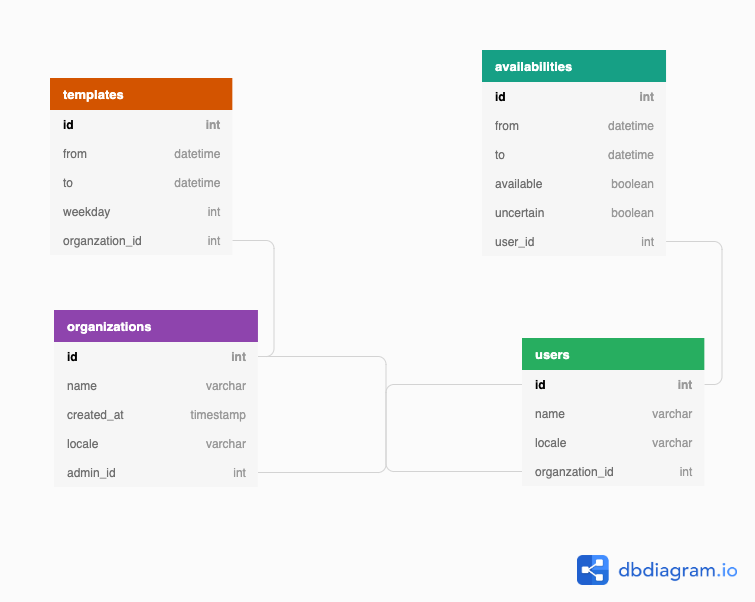 templates
id int
from datetime
to datetime
weekday int
organzation_id int
availabilities
id int
from datetime
to datetime
available boolean
uncertain boolean
user_id int
organizations
id int
name varchar
created_at timestamp
locale varchar
admin_id int
users
id int
name varchar
locale varchar
organzation_id int
dbdiagram.io